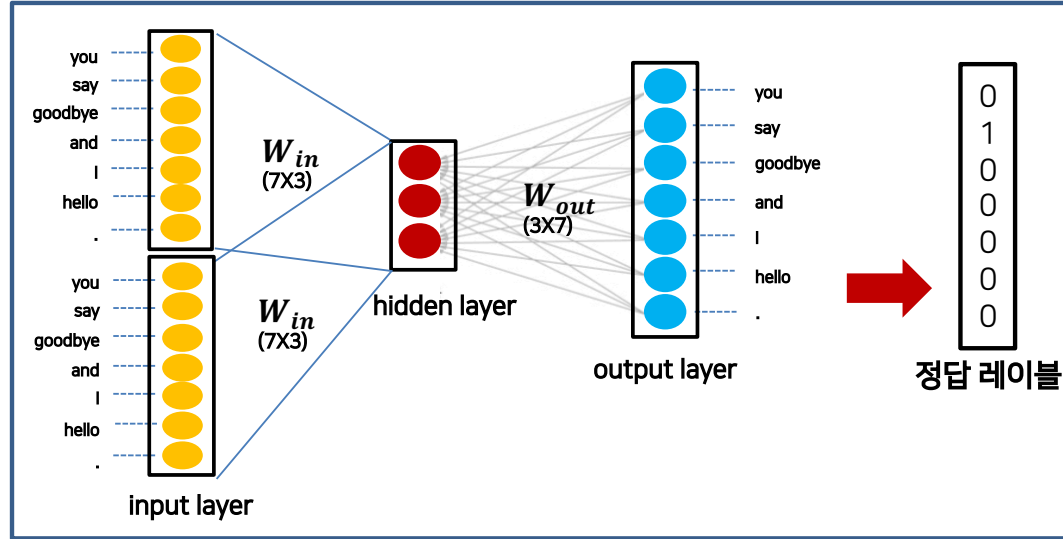 you
say
goodbye
and
I
hello
.
W_in
(7X3)
you
say
goodbye
and
I
hello
.
W_in
(7X3)
input layer
hidden layer
W_out
(3X7)
you
say
goodbye
and
I
hello
.
output layer
0
1
0
0
0
0
0
정답 레이블